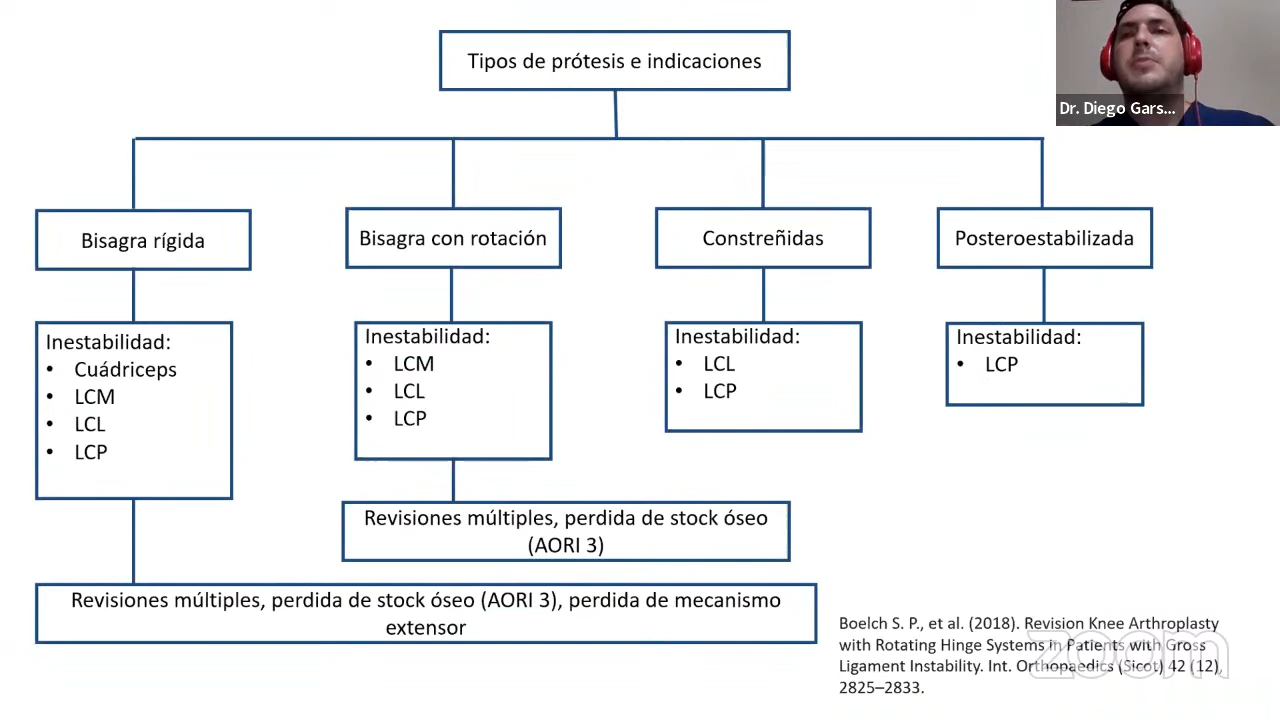 Tipos de prótesis e indicaciones
Dr. Diego Gars...
Bisagra rígida
Bisagra con rotación
Constreñidas
Posteroestabilizada
Inestabilidad:
• Cuádriceps
• LCM
• LCL
• LCP
Inestabilidad:
• LCM
• LCL
• LCP
Inestabilidad:
• LCL
• LCP
Inestabilidad:
• LCP
Revisiones múltiples, perdida de stock óseo
(AORI 3)
Revisiones múltiples, perdida de stock óseo (AORI 3), perdida de mecanismo
extensor
Boelch S. P., et al. (2018). Revision Knee Arthroplasty
with Rotating Hinge Systems in Patients with Gross
Ligament Instability. Int. Orthopaedics (Sicot) 42 (12),
2825–2833.
zoom